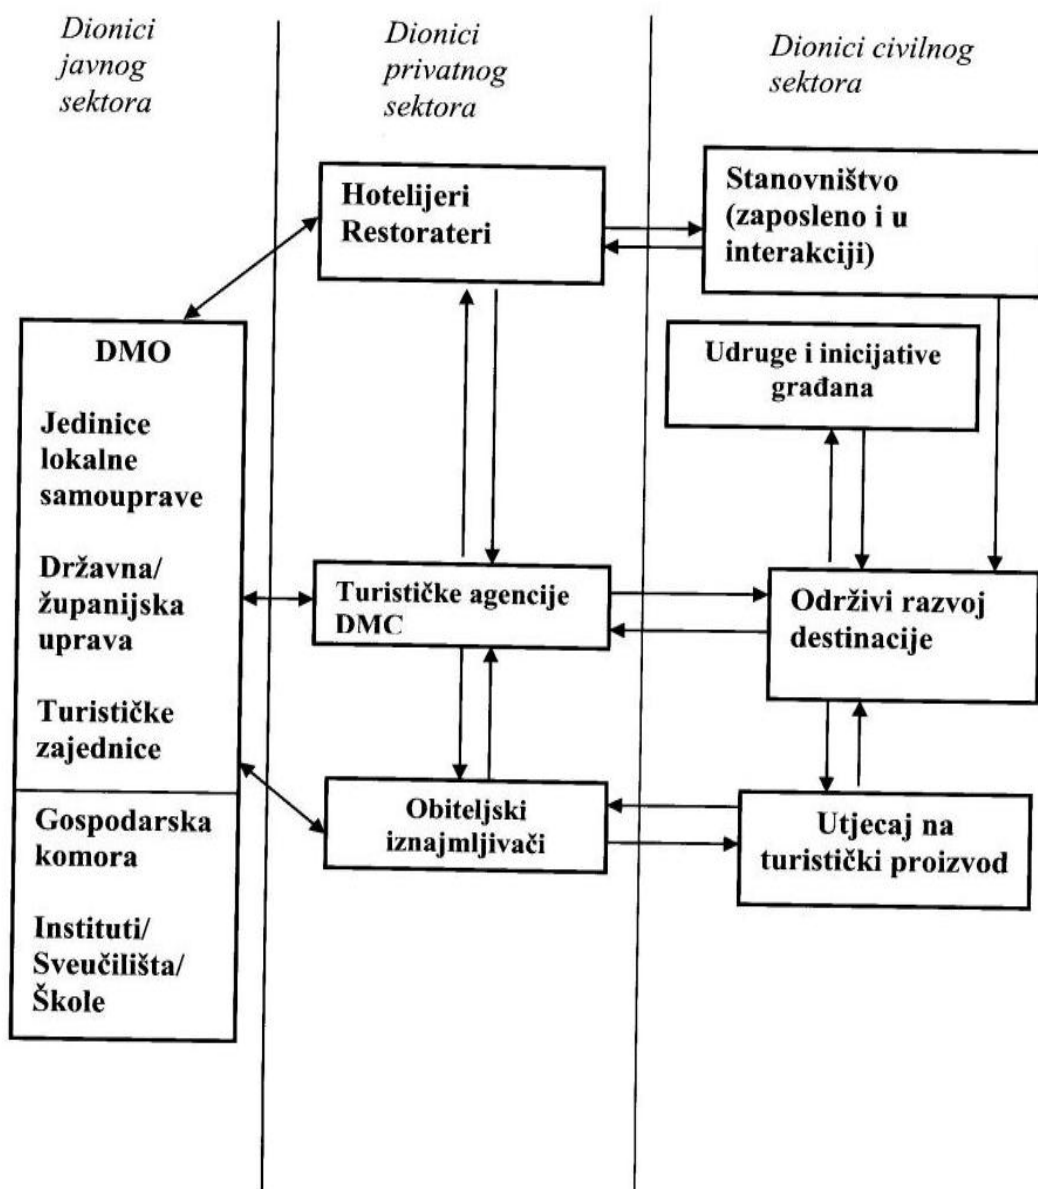 Dionici
javnog
sektora
Dionici
privatnog
sektora
Dionici civilnog
sektora
Hotelijeri
Restorateri
Stanovništvo
(zaposleno i u
interakciji)
DMO
Jedinice
lokalne
samouprave
Državna/
županijska
uprava
Turističke
zajednice
Gospodarska
komora
Instituti/
Sveučilišta/
Škole
Udruge i inicijative
građana
Turističke agencije
DMC
Održivi razvoj
destinacije
Obiteljski
iznajmljivači
Utjecaj na
turistički proizvod